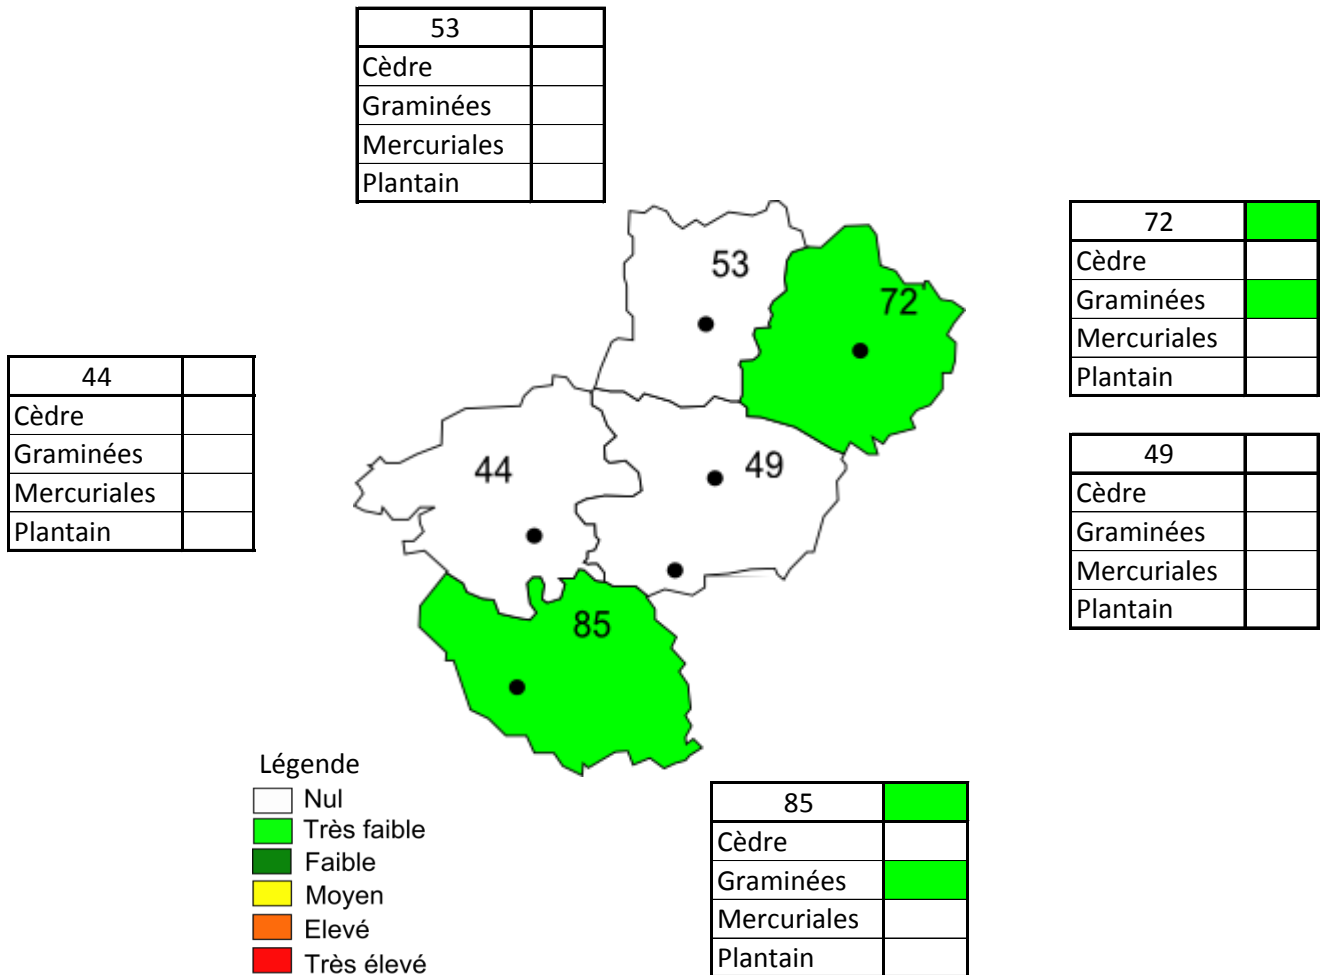 53
Cèdre
Graminées
Mercuriales
Plantain
53
72
72
Cèdre
Graminées
Mercuriales
Plantain
44
Cèdre
Graminées
Mercuriales
Plantain
44
49
49
Cèdre
Graminées
Mercuriales
Plantain
85
Légende
Nul
Très faible
Faible
Moyen
Elevé
Très élevé
85
Cèdre
Graminées
Mercuriales
Plantain